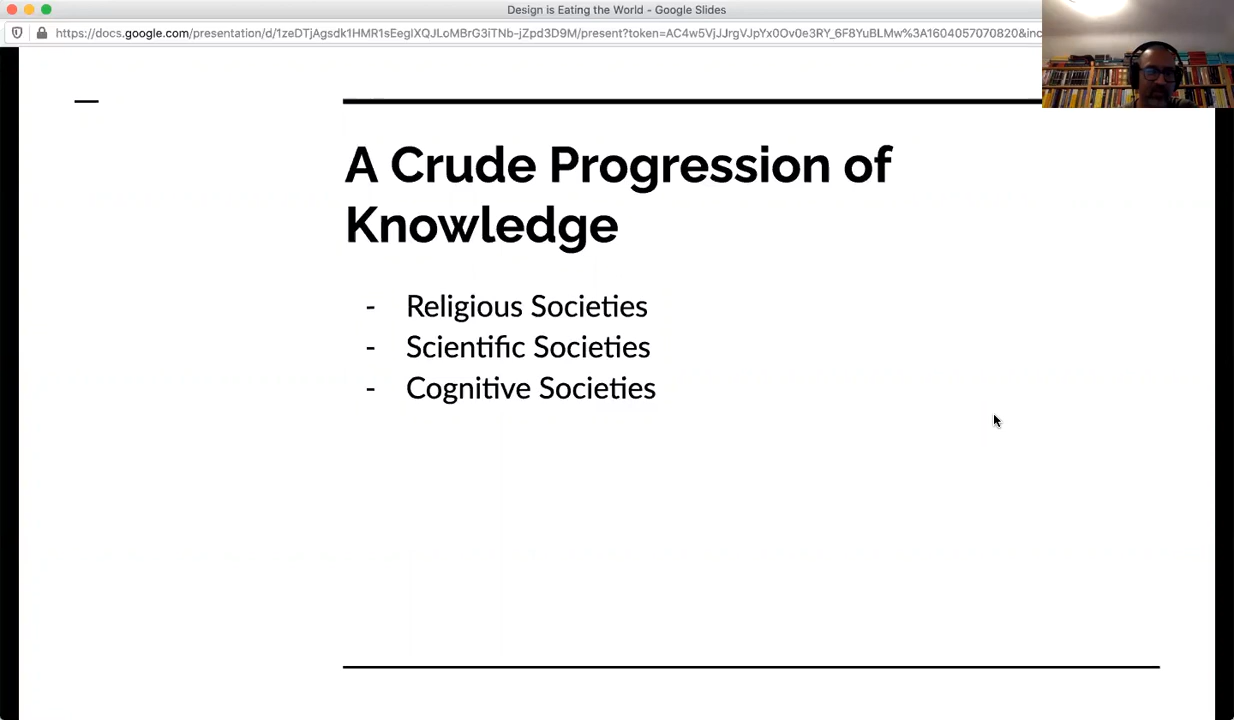 Design is Eating the World - Google Slides
https://docs.google.com/presentation/d/1zeDTjAgsdk1HMR1sEegIXQJLoMBrG3iTNb-jZpd3D9M/present?token=AC4w5VjJJrgVJpYx0Ov0e3RY_6F8YuBLMw%3A1604057070820&inc
A Crude Progression of
Knowledge
- Religious Societies
- Scientific Societies
- Cognitive Societies